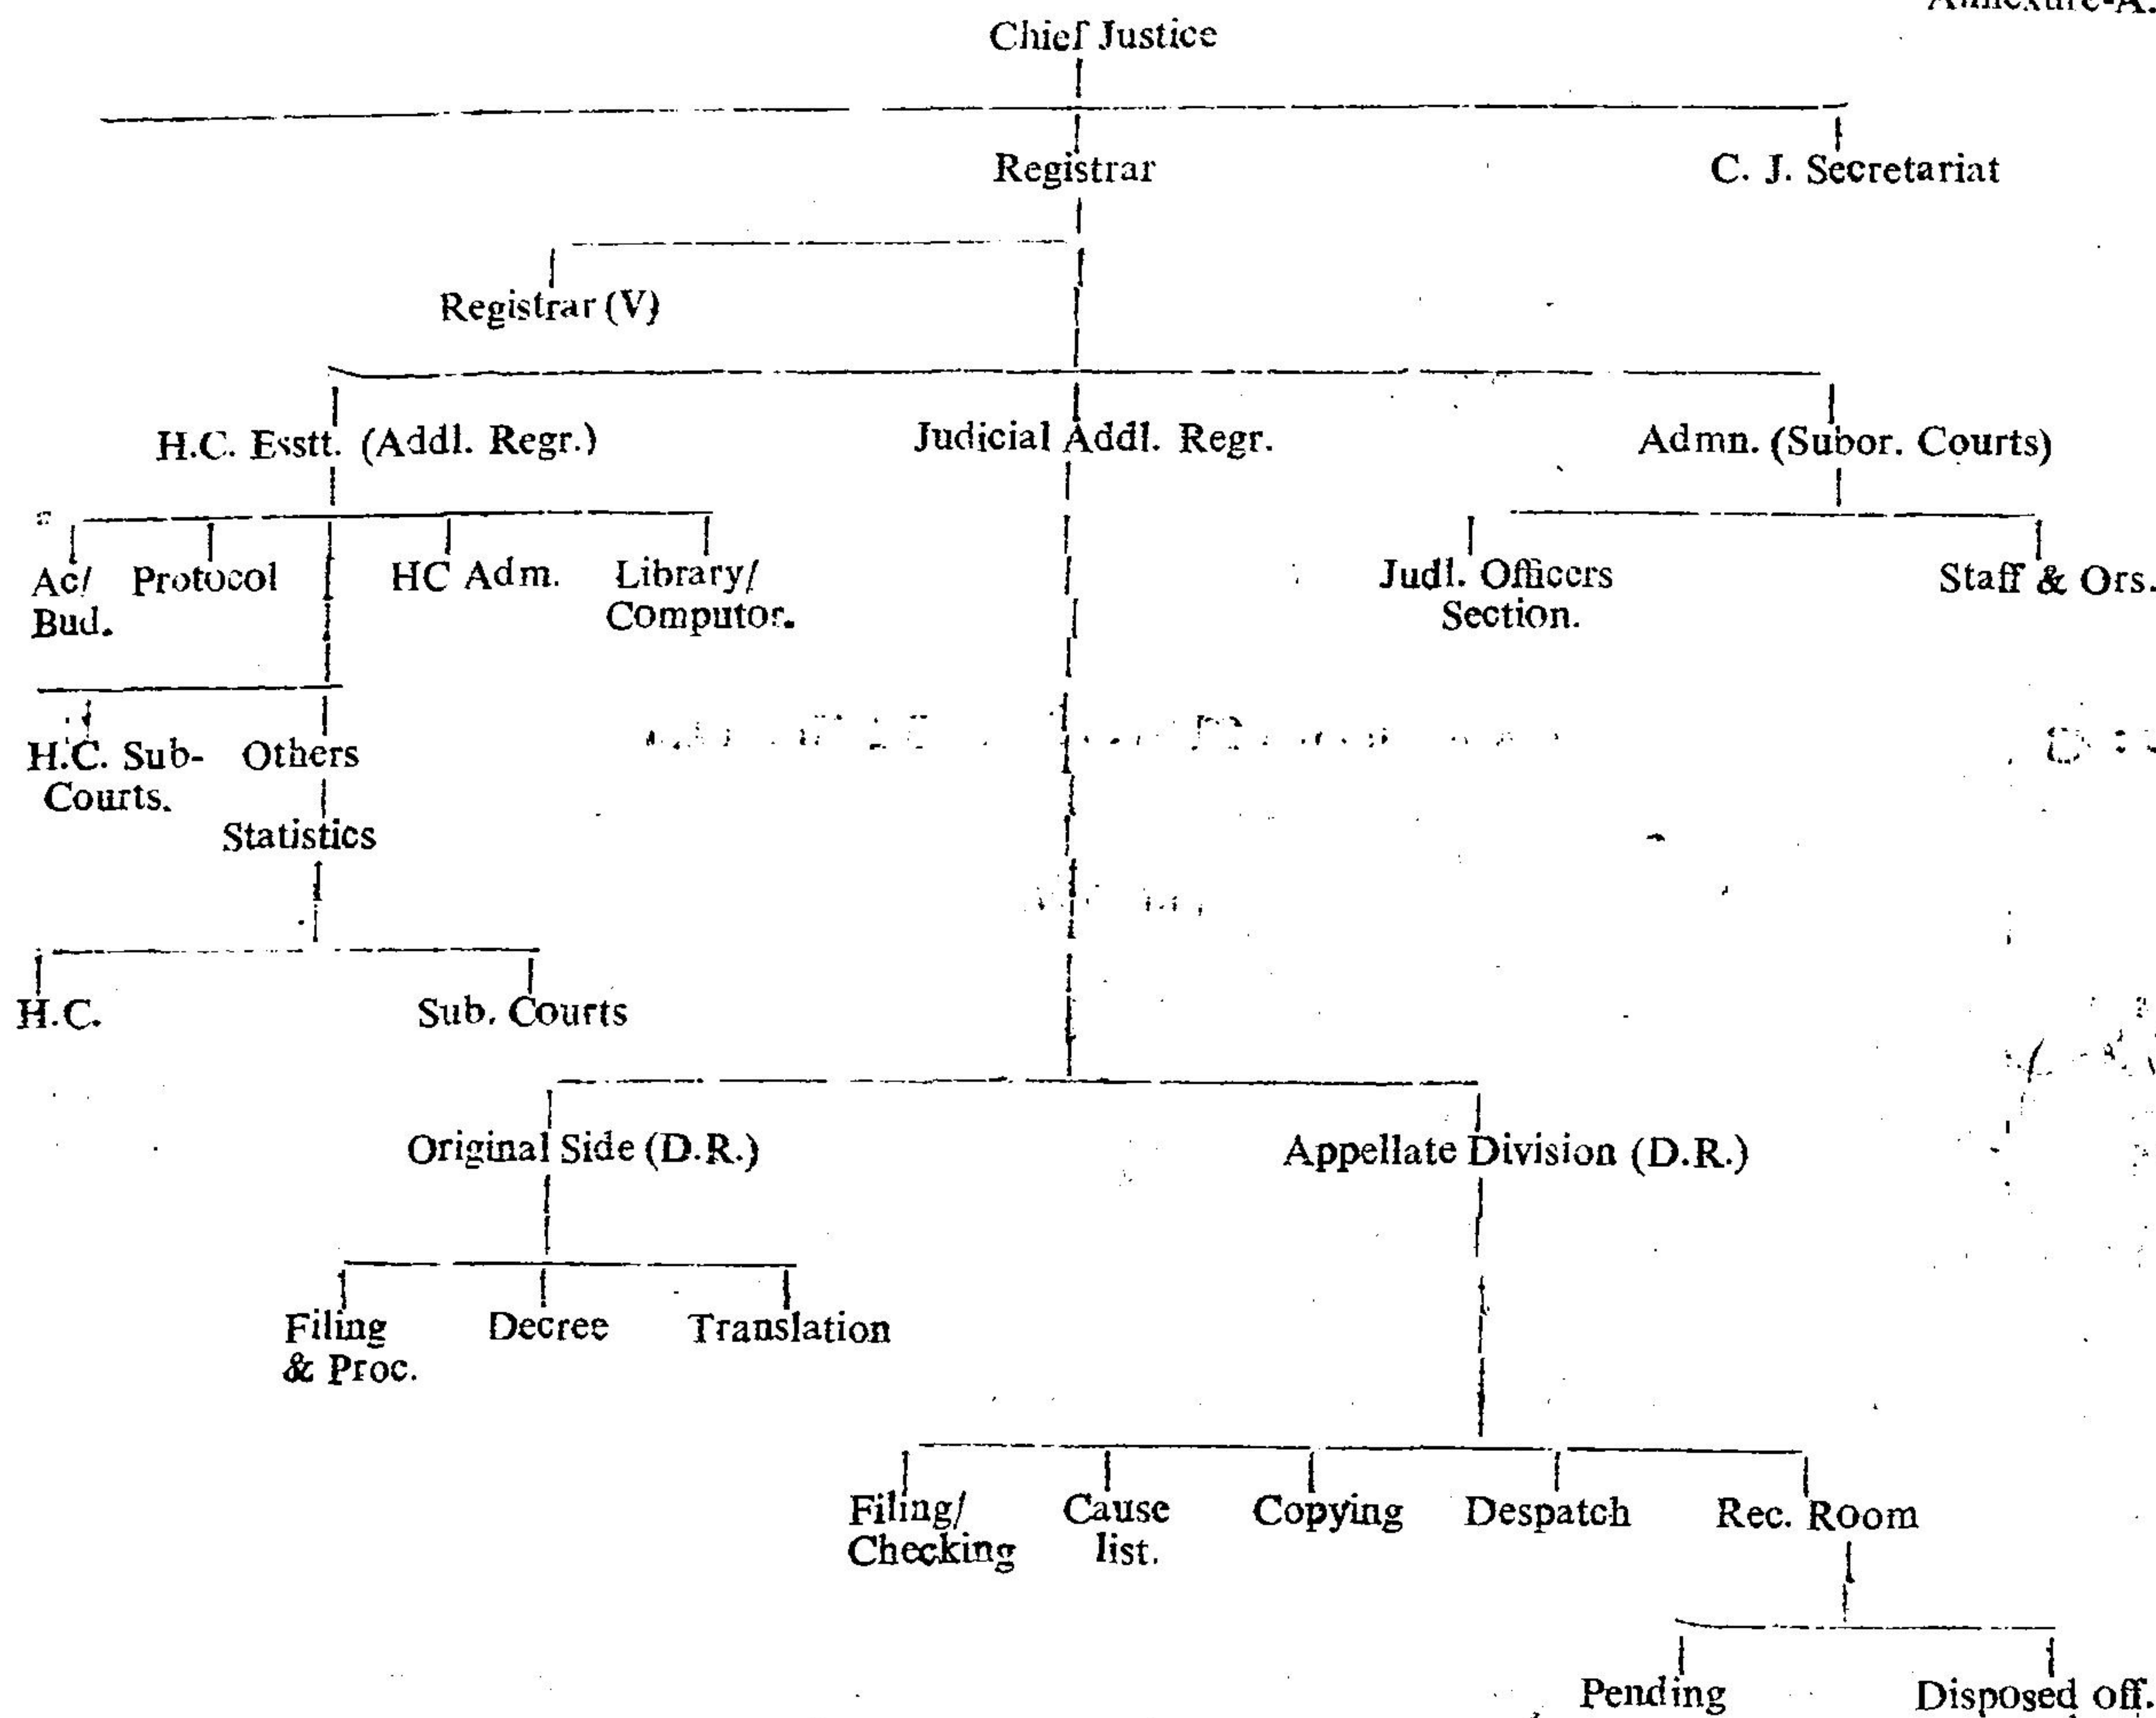 Annexure-A.
Chief Justice
Registrar
C. J. Secretariat
Registrar (V)
H.C. Esstt. (Addl. Regr.)
Judicial Addl. Regr.
Admn. (Subor. Courts)
Ac/
Bud.
Protocol
HC Adm.
Library/
Computor.
Judl. Officers
Section.
Staff & Ors.
H.C. Sub-
Courts.
Others
Statistics
H.C.
Sub. Courts
Original Side (D.R.)
Appellate Division (D.R.)
Filing
& Proc.
Decree
Translation
Filing/
Checking
Cause
list.
Copying
Despatch
Rec. Room
Pending
Disposed off.